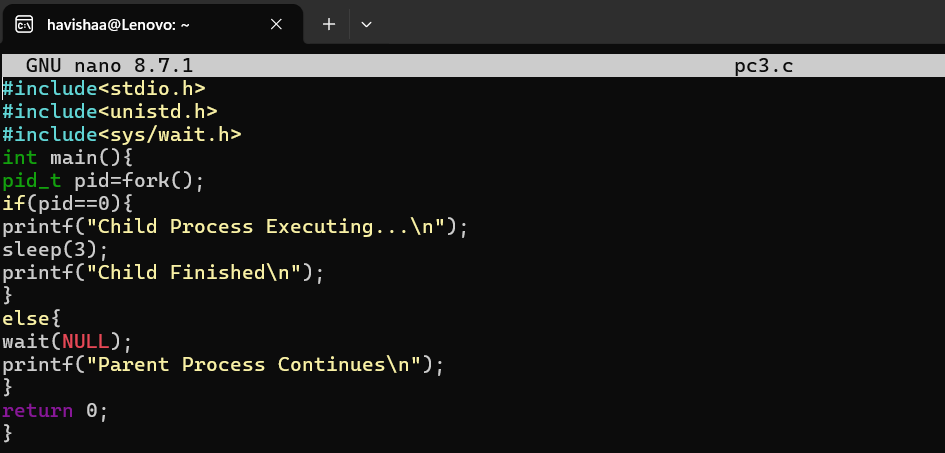 havishaa@Lenovo: ~
GNU nano 8.7.1 pc3.c
#include<stdio.h>
#include<unistd.h>
#include<sys/wait.h>
int main(){
pid_t pid=fork();
if(pid==0){
printf("Child Process Executing...\n");
sleep(3);
printf("Child Finished\n");
}
else{
wait(NULL);
printf("Parent Process Continues\n");
}
return 0;
}